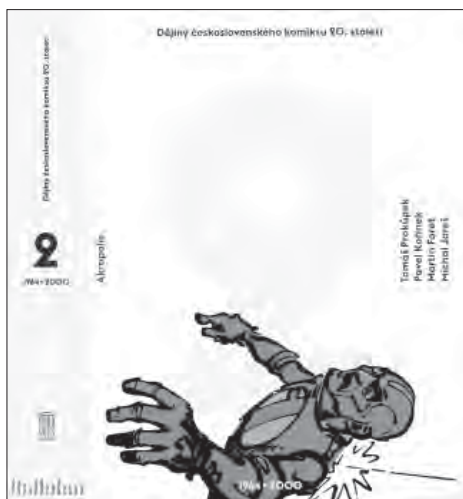 Dějiny československého komiksu 20. století
Dějiny československého komiksu 20. století
2
1964•2000
Akropolis
Tomáš Prokůpek
Pavel Kořínek
Martin Foret
Michal Jareš
1964•2000